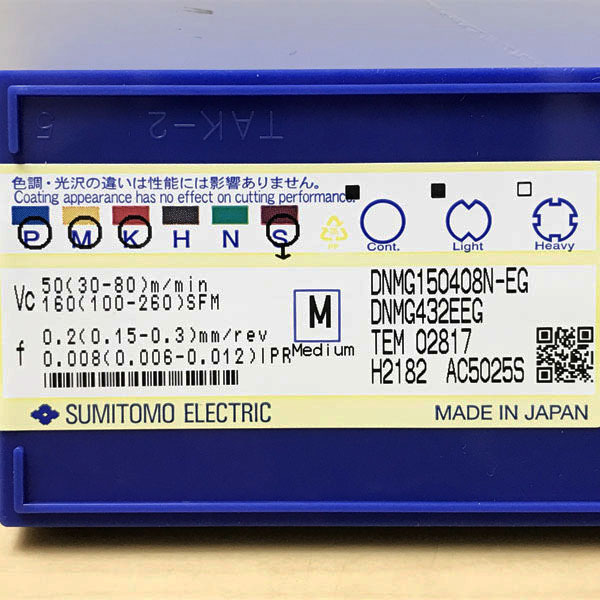 TAK-2
5
色調・光沢の違いは性能には影響ありません。
Coating appearance has no effect on cutting performance.
P M K H N S
PP
Cont. Light Heavy
Vc 50(30-80)m/min
160(100-260)SFM
f 0.2(0.15-0.3)mm/rev
0.008(0.006-0.012)IPR
M
Medium
DNMG150408N-EG
DNMG432EEG
TEM 02817
H2182 AC5025S
SUMITOMO ELECTRIC
MADE IN JAPAN